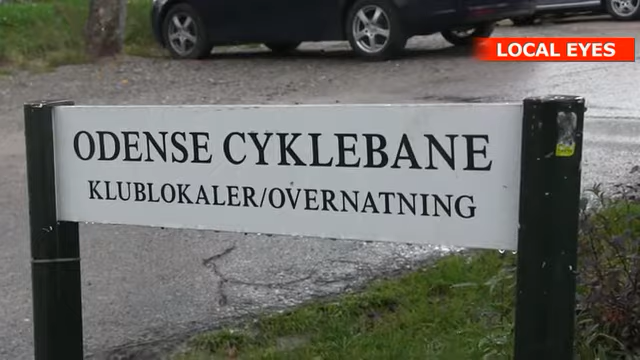 LOCAL EYES
ODENSE CYKLEBANE
KLUBLOKALER/OVERNATNING